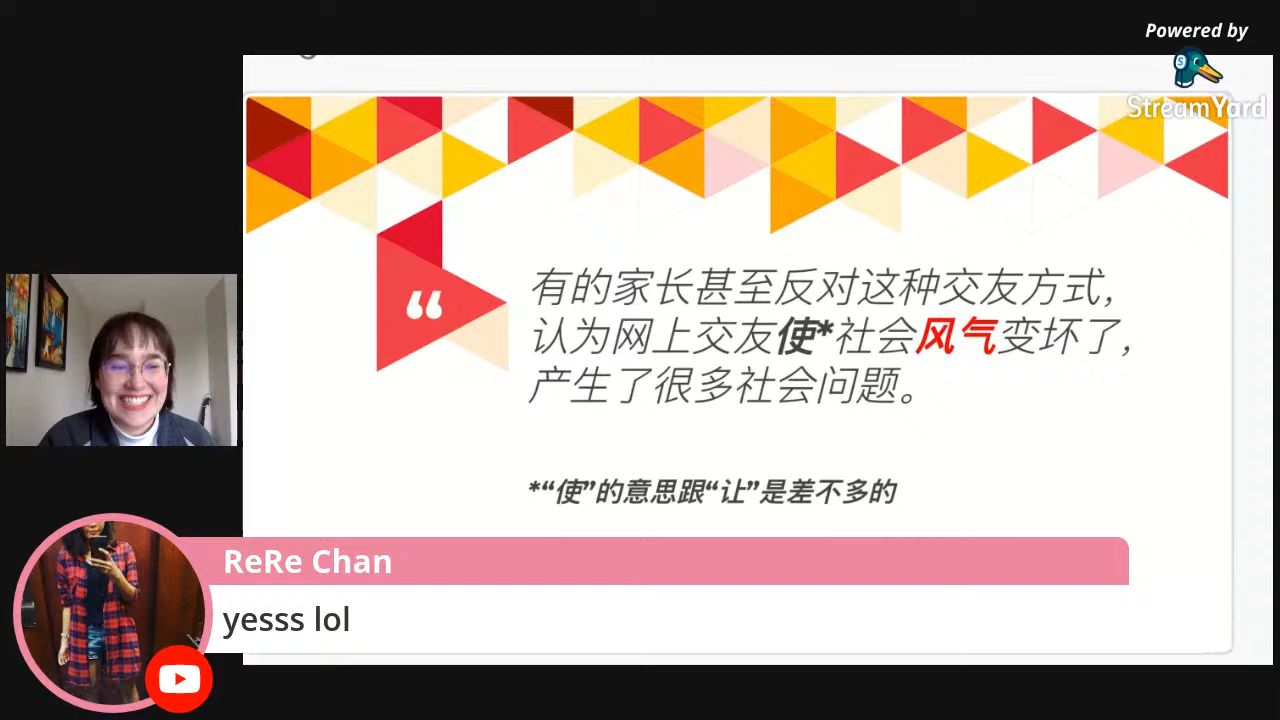 Powered by
StreamYard
“
有的家长甚至反对这种交友方式，
认为网上交友使*社会风气变坏了，
产生了很多社会问题。
*“使”的意思跟“让”是差不多的
ReRe Chan
yesss lol